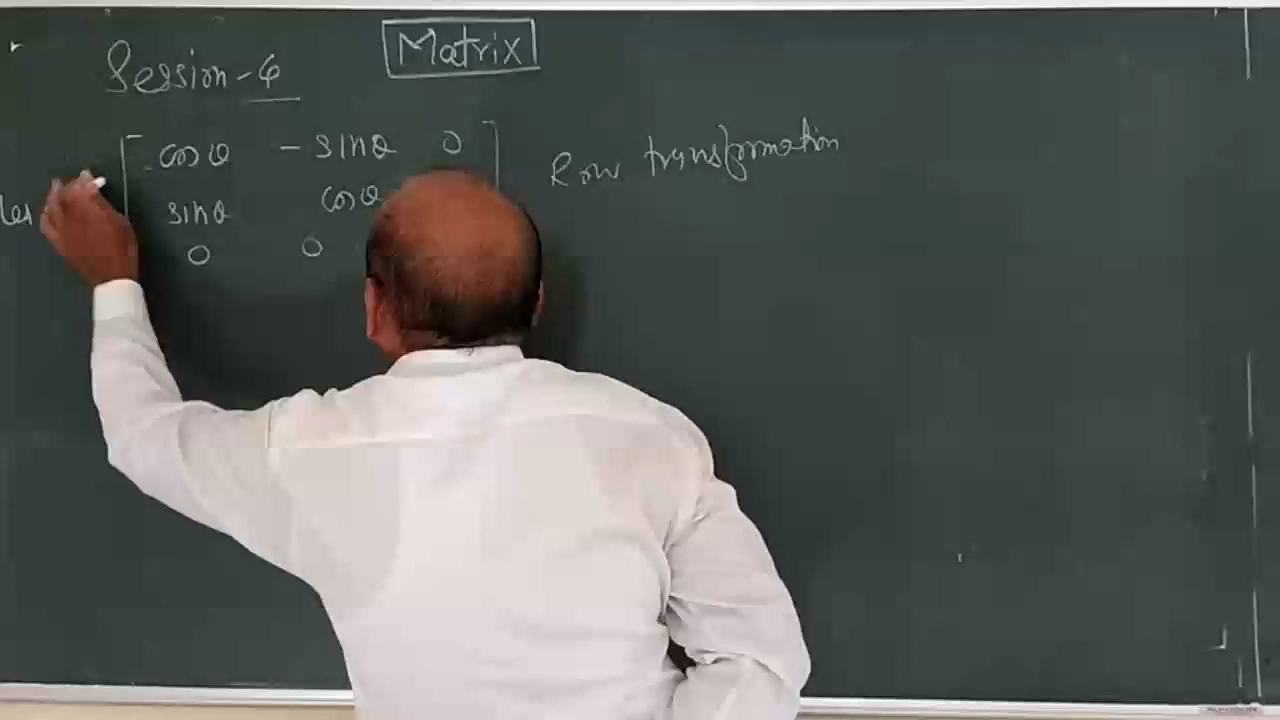 Matrix
Session - 6
cosθ - sinθ 0
Row transformation
sinθ cosθ
0 0